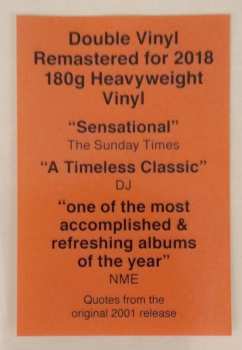 Double Vinyl
Remastered for 2018
180g Heavyweight
Vinyl
“Sensational”
The Sunday Times
“A Timeless Classic”
DJ
“one of the most
accomplished &
refreshing albums
of the year”
NME
Quotes from the
original 2001 release